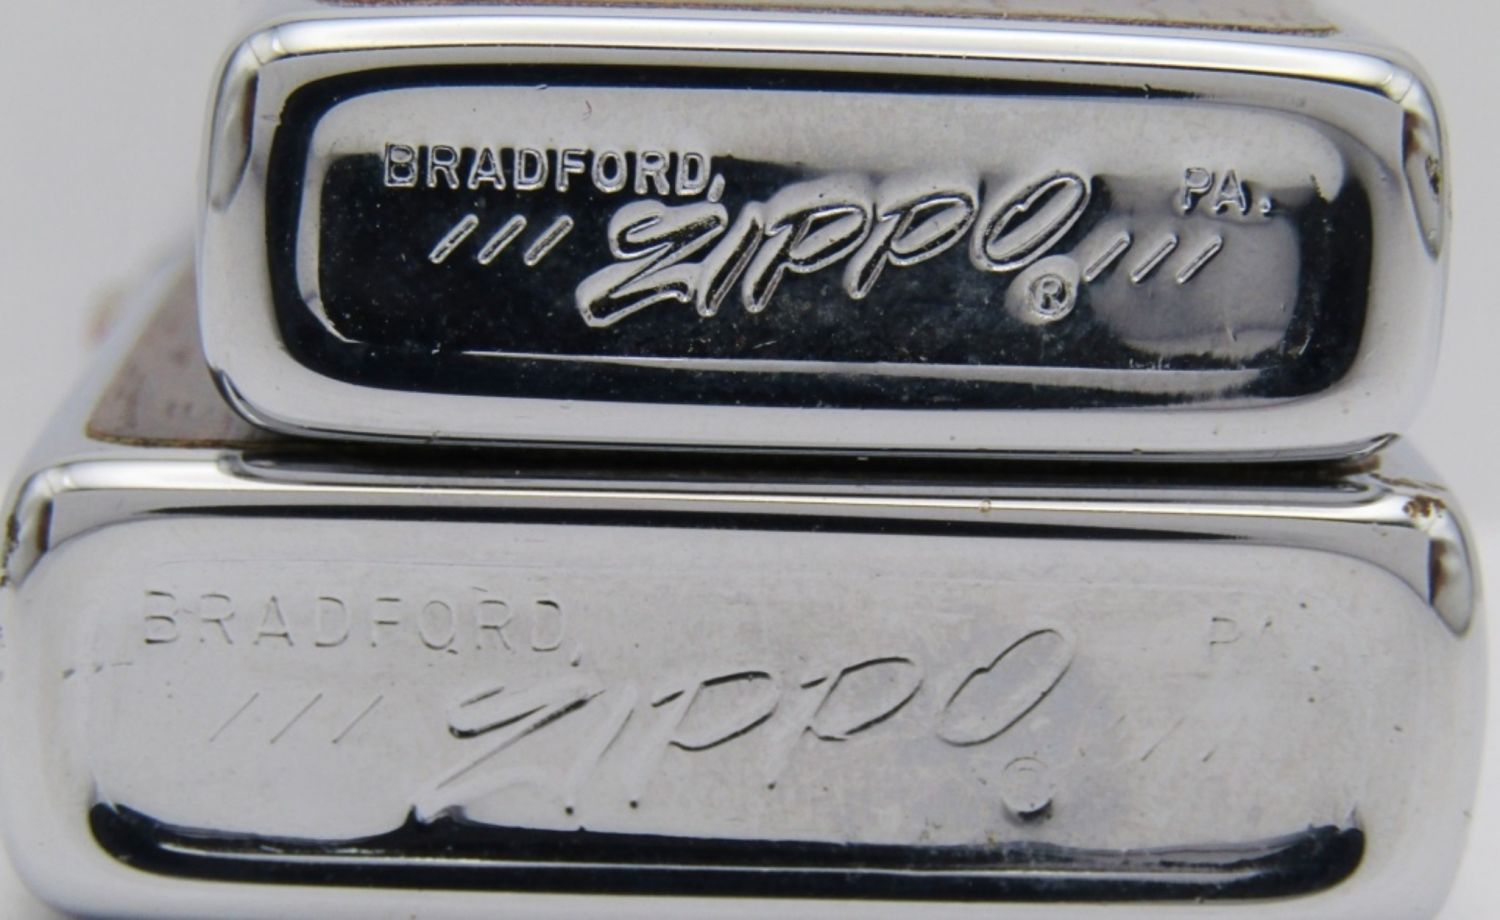 BRADFORD, PA.
/// ZIPPO ® ///
BRADFORD, PA
/// ZIPPO ® ///